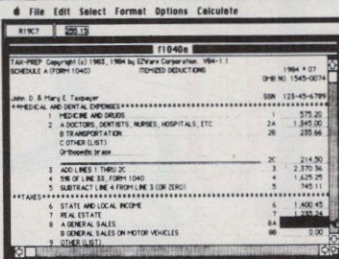 File Edit Select Format Options Calculate
R19C7 200.15
f1040a
TAX-PREP Copyright (c) 1983, 1984 by EZWare Corporation V84-1.1
SCHEDULE A (FORM 1040) ITEMIZED DEDUCTIONS 1984 * 07
OMB NO. 1545-0074
John D. & Mary E. Taxpayer SSN 123-45-6789
**MEDICAL AND DENTAL EXPENSES
1 MEDICINE AND DRUGS 1 575.20
2 A DOCTORS, DENTISTS, NURSES, HOSPITALS, ETC 2A 1,345.00
B TRANSPORTATION 2B 235.66
C OTHER (LIST)
Orthopedic brace
2C 214.50
3 ADD LINES 1 THRU 2C 3 2,370.36
4 5% OF LINE 33, FORM 1040 4 1,625.25
5 SUBTRACT LINE 4 FROM LINE 3 (OR ZERO) 5 745.11
**TAXES
6 STATE AND LOCAL INCOME 6 1,400.45
7 REAL ESTATE 7 1,235.24
8 A GENERAL SALES 8A
B GENERAL SALES ON MOTOR VEHICLES 8B 0.00
9 OTHER (LIST)